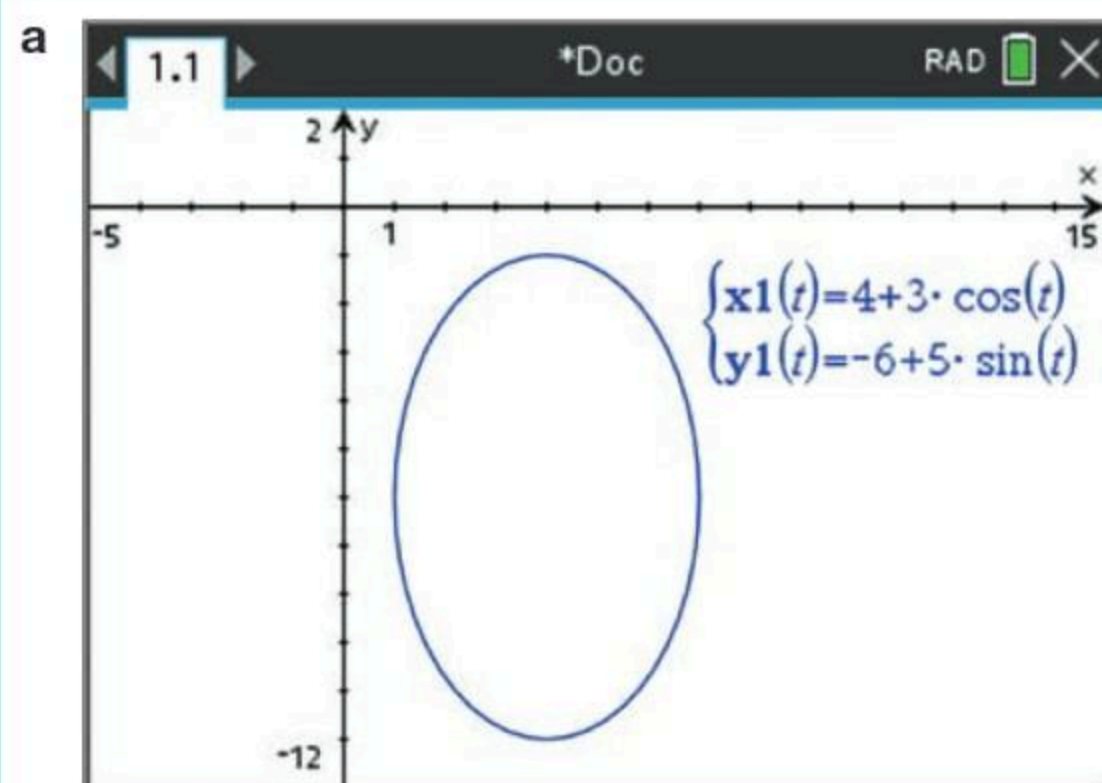 a
1.1 *Doc RAD
2 y
x
-5 1 15
x1(t)=4+3· cos(t)
y1(t)=-6+5· sin(t)
-12